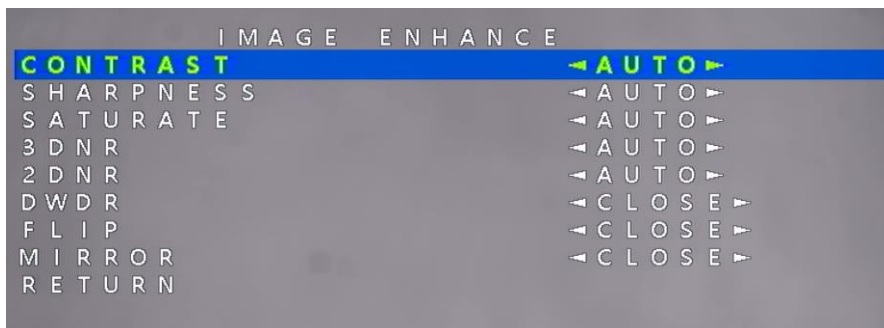 IMAGE ENHANCE
CONTRAST ◄AUTO►
SHARPNESS ◄AUTO►
SATURATE ◄AUTO►
3DNR ◄AUTO►
2DNR ◄AUTO►
DWDR ◄CLOSE►
FLIP ◄CLOSE►
MIRROR ◄CLOSE►
RETURN